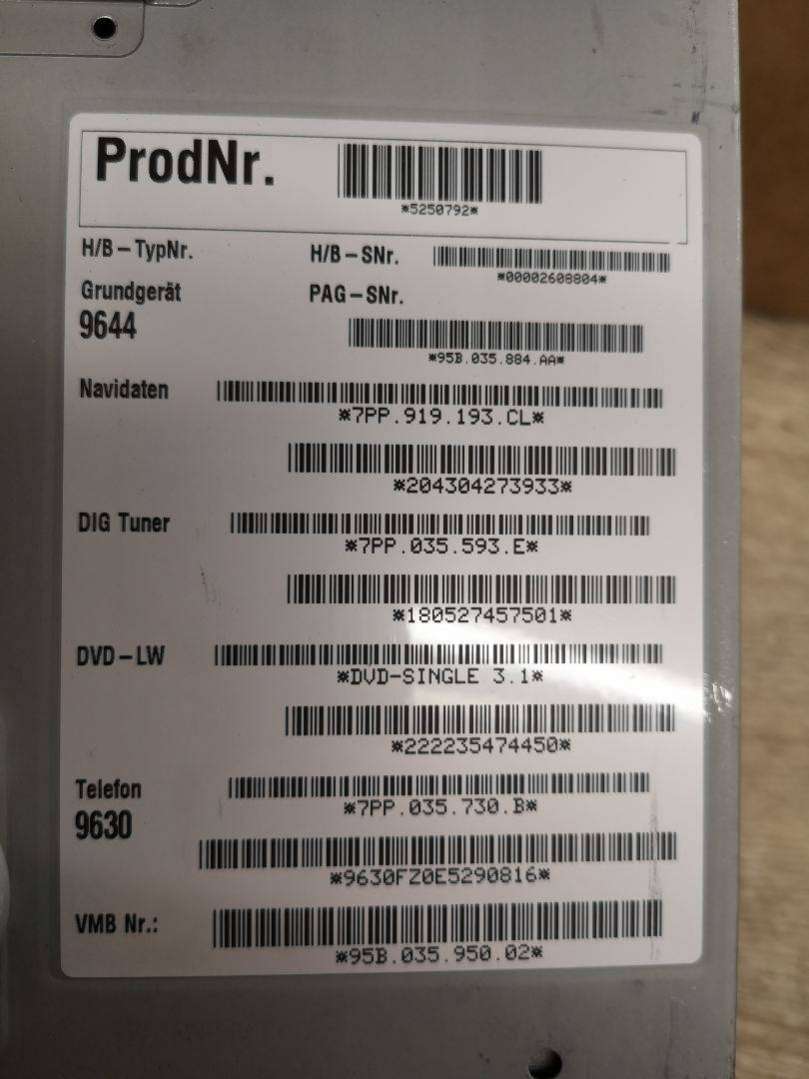 ProdNr.
*5250792*
H/B-TypNr.
H/B-SNr.
*00002608804*
Grundgerät
PAG-SNr.
9644
*95B.035.884.AA*
Navidaten
*7PP.919.193.CL*
*204304273933*
DIG Tuner
*7PP.035.593.E*
*180527457501*
DVD-LW
*DVD-SINGLE 3.1*
*222235474450*
Telefon
*7PP.035.730.B*
9630
*9630FZ0E5290816*
VMB Nr.:
*95B.035.950.02*